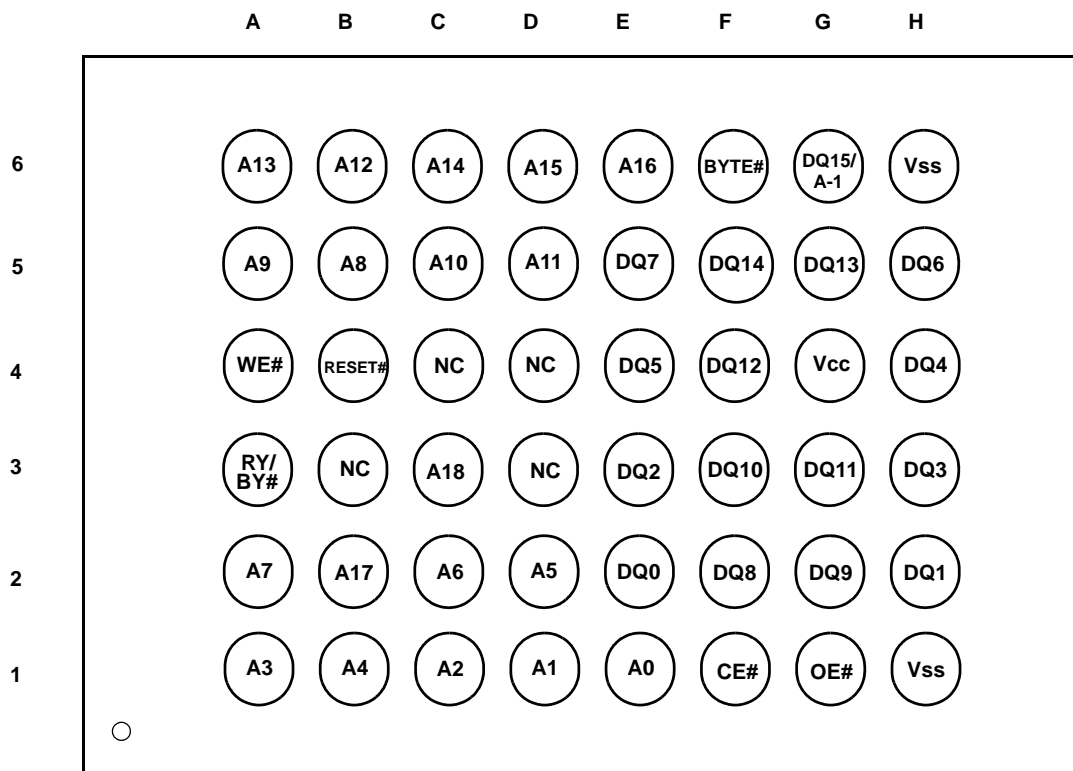 A B C D E F G H
6 A13 A12 A14 A15 A16 BYTE# DQ15/ A-1 Vss
5 A9 A8 A10 A11 DQ7 DQ14 DQ13 DQ6
4 WE# RESET# NC NC DQ5 DQ12 Vcc DQ4
3 RY/ BY# NC A18 NC DQ2 DQ10 DQ11 DQ3
2 A7 A17 A6 A5 DQ0 DQ8 DQ9 DQ1
1 A3 A4 A2 A1 A0 CE# OE# Vss